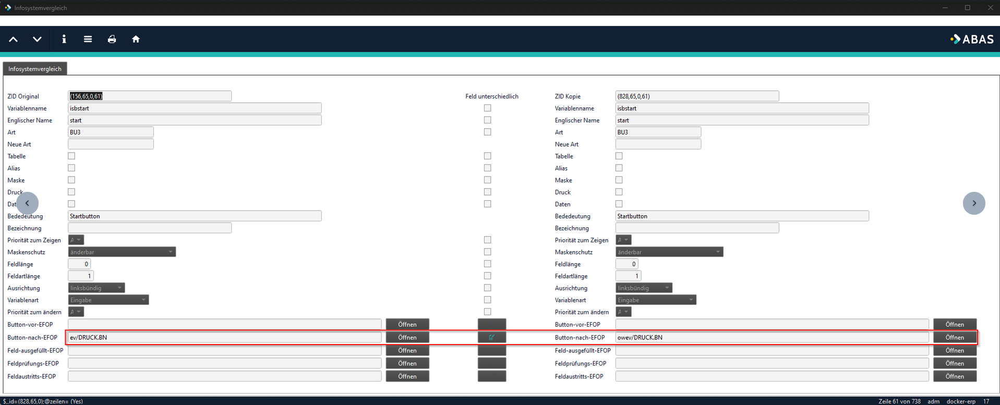 Infosystemvergleich
ABAS
Infosystemvergleich
ZID Original (156,65,0,61) Feld unterschiedlich ZID Kopie (828,65,0,61)
Variablenname isbstart Variablenname isbstart
Englischer Name start Englischer Name start
Art BU3 Art BU3
Neue Art Neue Art
Tabelle Tabelle
Alias Alias
Maske Maske
Druck Druck
Dat Daten
Bededeutung Startbutton Bededeutung Startbutton
Bezeichnung Bezeichnung
Priorität zum Zeigen A Priorität zum Zeigen A
Maskenschutz änderbar Maskenschutz änderbar
Feldlänge 0 Feldlänge 0
Feldartlänge 1 Feldartlänge 1
Ausrichtung linksbündig Ausrichtung linksbündig
Variablenart Eingabe Variablenart Eingabe
Priorität zum ändern A Priorität zum ändern A
Button-vor-EFOP Öffnen Button-vor-EFOP Öffnen
Button-nach-EFOP ev/DRUCK.BN Öffnen Button-nach-EFOP owev/DRUCK.BN Öffnen
Feld-ausgefüllt-EFOP Öffnen Feld-ausgefüllt-EFOP Öffnen
Feldprüfungs-EFOP Öffnen Feldprüfungs-EFOP Öffnen
Feldaustritts-EFOP Öffnen Feldaustritts-EFOP Öffnen
$,,id=(828,65,0);@zeilen= (Yes) Zeile 61 von 738 adm docker-erp 17